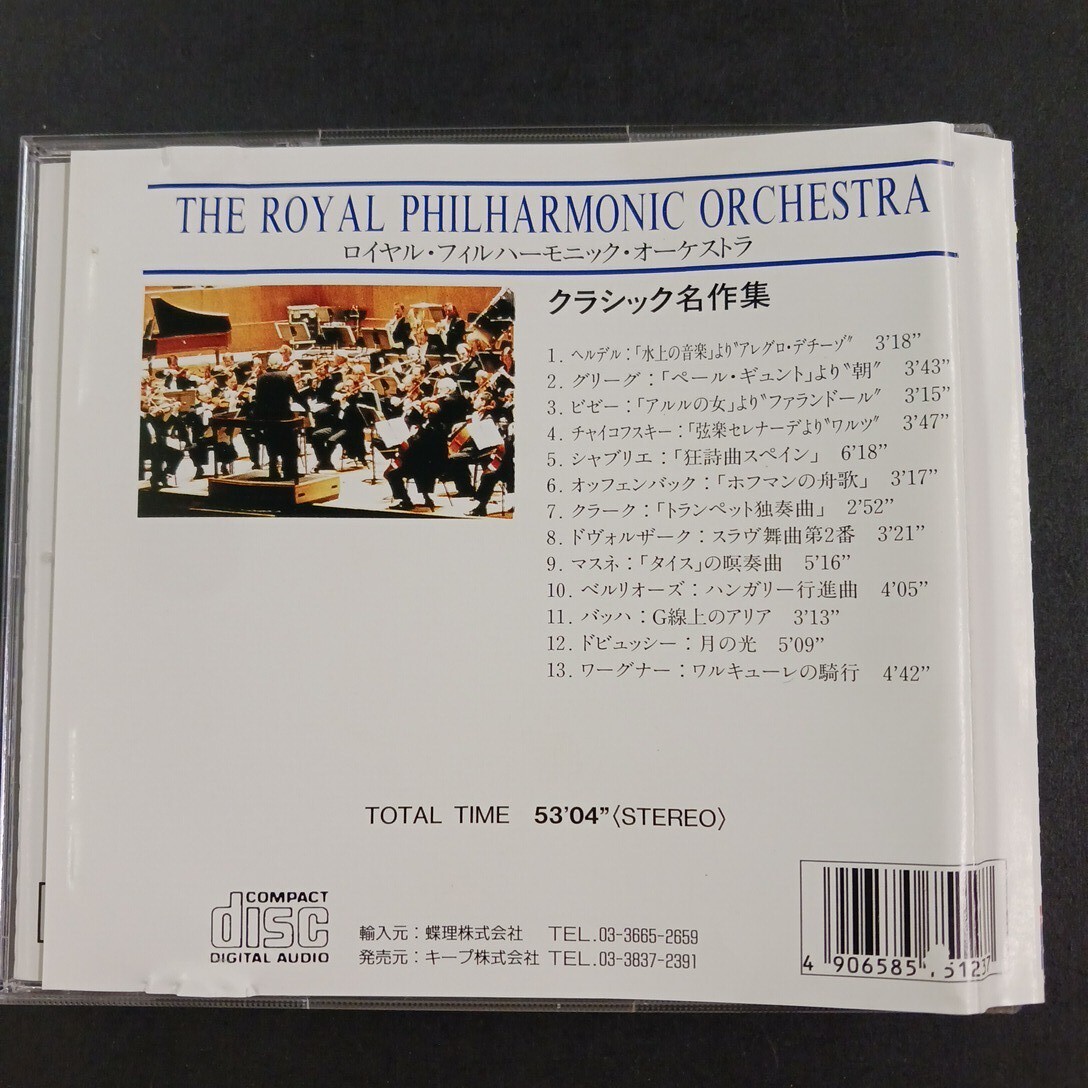 THE ROYAL PHILHARMONIC ORCHESTRA
ロイヤル・フィルハーモニック・オーケストラ
クラシック名作集
1. ヘルデル：「水上の音楽」より〝アレグロ・デチーゾ〟 3'18”
2. グリーグ：「ペール・ギュント」より〝朝〟 3'43”
3. ビゼー：「アルルの女」より〝ファランドール〟 3'15”
4. チャイコフスキー：「弦楽セレナーデより〝ワルツ〟 3'47”
5. シャブリエ：「狂詩曲スペイン」 6'18”
6. オッフェンバック：「ホフマンの舟歌」 3'17”
7. クラーク：「トランペット独奏曲」 2'52”
8. ドヴォルザーク：スラヴ舞曲第2番 3'21”
9. マスネ：「タイス」の瞑奏曲 5'16”
10. ベルリオーズ：ハンガリー行進曲 4'05”
11. バッハ：G線上のアリア 3'13”
12. ドビュッシー：月の光 5'09”
13. ワーグナー：ワルキューレの騎行 4'42”
TOTAL TIME 53'04”〈STEREO〉
COMPACT
disc
DIGITAL AUDIO
輸入元：蝶理株式会社 TEL.03-3665-2659
発売元：キープ株式会社 TEL.03-3837-2391
4 906585